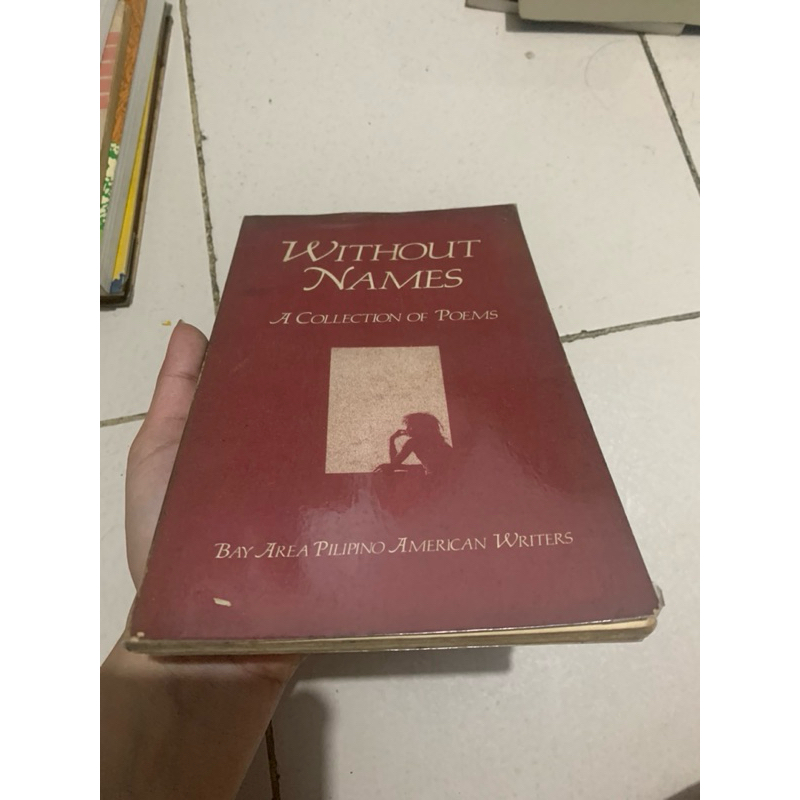 Without
Names
A Collection of Poems
Bay Area Pilipino American Writers